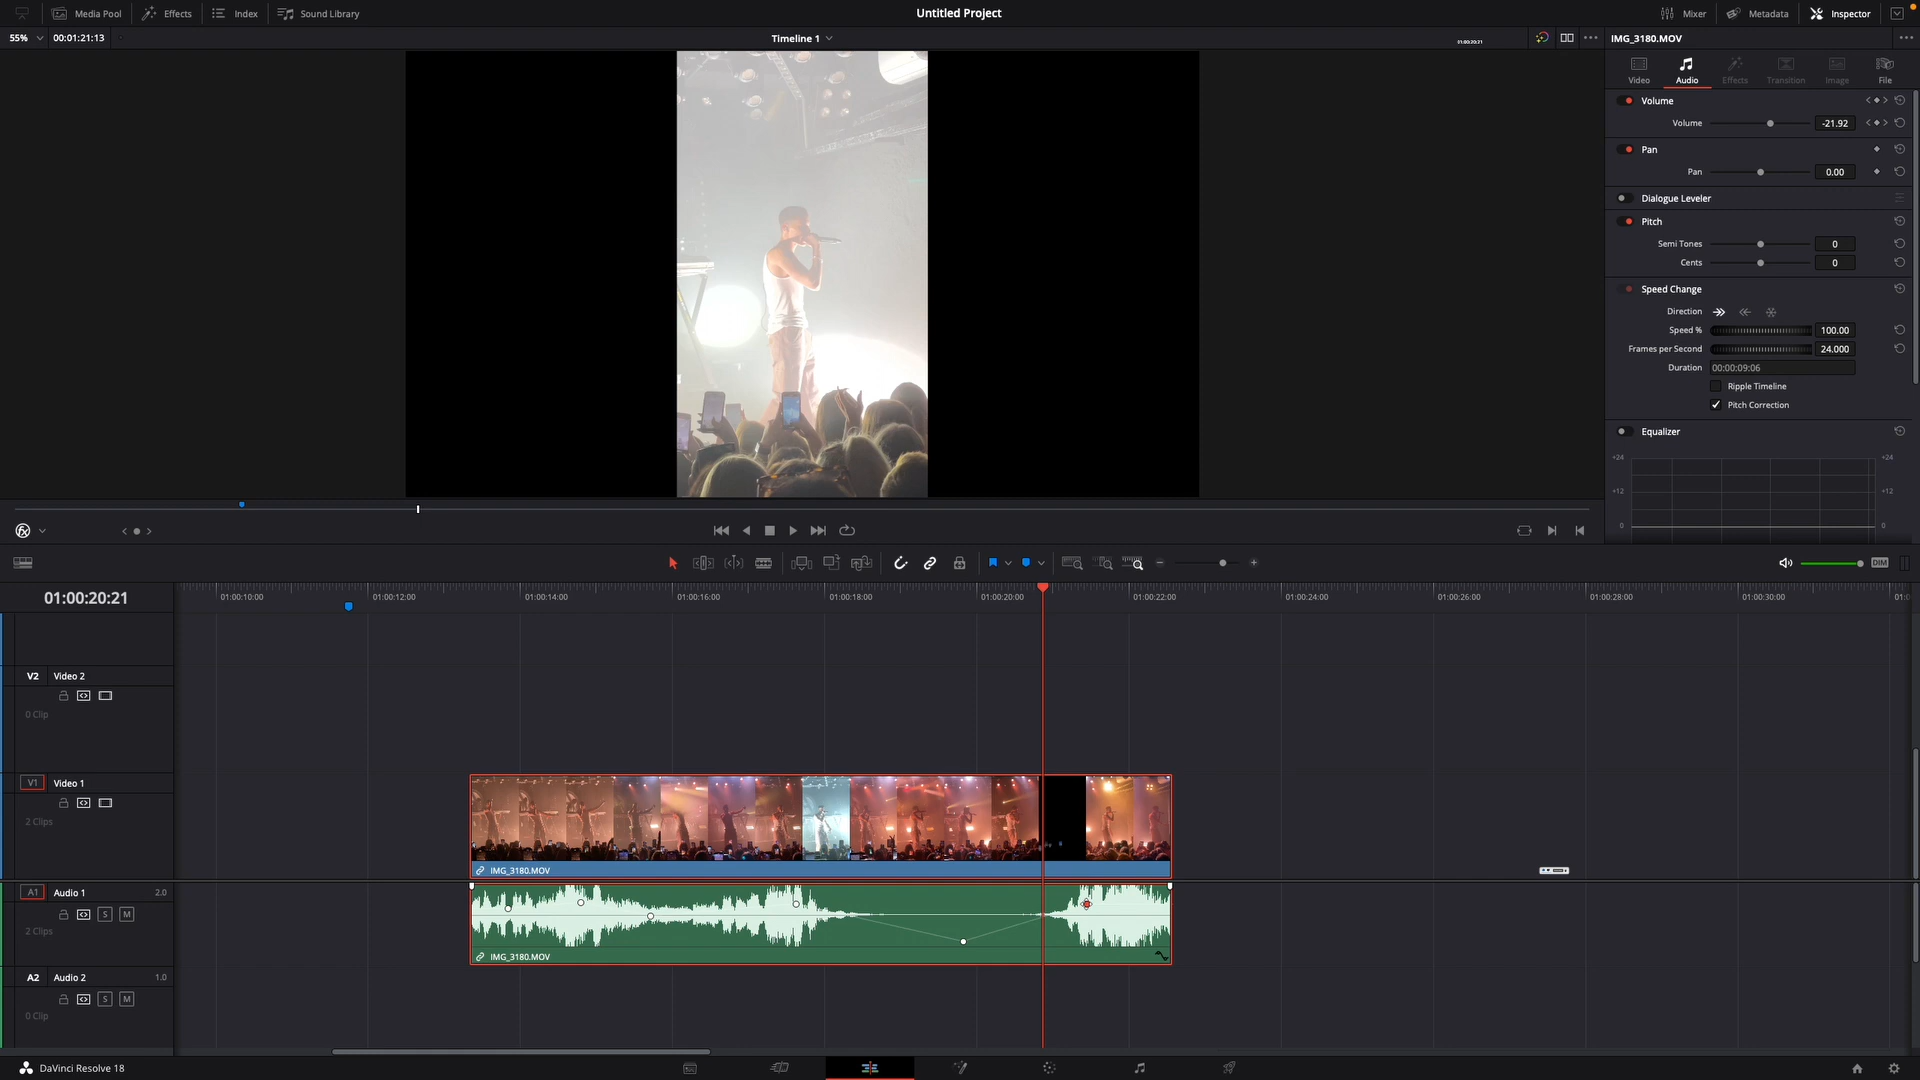 Media Pool
Effects
Index
Sound Library
Untitled Project
Mixer
Metadata
Inspector
55%
00:01:21:13
Timeline 1
01:00:20:21
IMG_3180.MOV
Video
Audio
Effects
Transition
Image
File
Volume
Volume
-21.92
Pan
Pan
0.00
Dialogue Leveler
Pitch
Semi Tones
0
Cents
0
Speed Change
Direction
Speed %
100.00
Frames per Second
24.000
Duration
00:00:09:06
Ripple Timeline
Pitch Correction
Equalizer
+24
+24
+12
+12
0
0
DIM
01:00:20:21
01:00:10:00
01:00:12:00
01:00:14:00
01:00:16:00
01:00:18:00
01:00:20:00
01:00:22:00
01:00:24:00
01:00:26:00
01:00:28:00
01:00:30:00
V2
Video 2
0 Clip
V1
Video 1
2 Clips
IMG_3180.MOV
A1
Audio 1
2.0
S
M
2 Clips
IMG_3180.MOV
A2
Audio 2
1.0
S
M
0 Clip
DaVinci Resolve 18